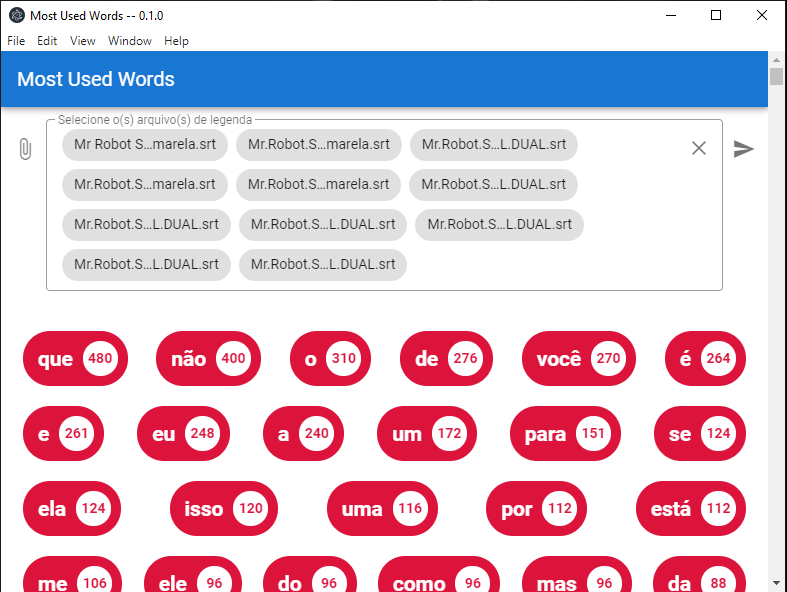 Most Used Words -- 0.1.0
File Edit View Window Help
Most Used Words
Selecione o(s) arquivo(s) de legenda
Mr Robot S...marela.srt Mr.Robot.S...marela.srt Mr.Robot.S...L.DUAL.srt
Mr.Robot.S...marela.srt Mr.Robot.S...marela.srt Mr.Robot.S...L.DUAL.srt
Mr.Robot.S...L.DUAL.srt Mr.Robot.S...L.DUAL.srt Mr.Robot.S...L.DUAL.srt
Mr.Robot.S...L.DUAL.srt Mr.Robot.S...L.DUAL.srt
que 480 não 400 o 310 de 276 você 270 é 264
e 261 eu 248 a 240 um 172 para 151 se 124
ela 124 isso 120 uma 116 por 112 está 112
me 106 ele 96 do 96 como 96 mas 96 da 88